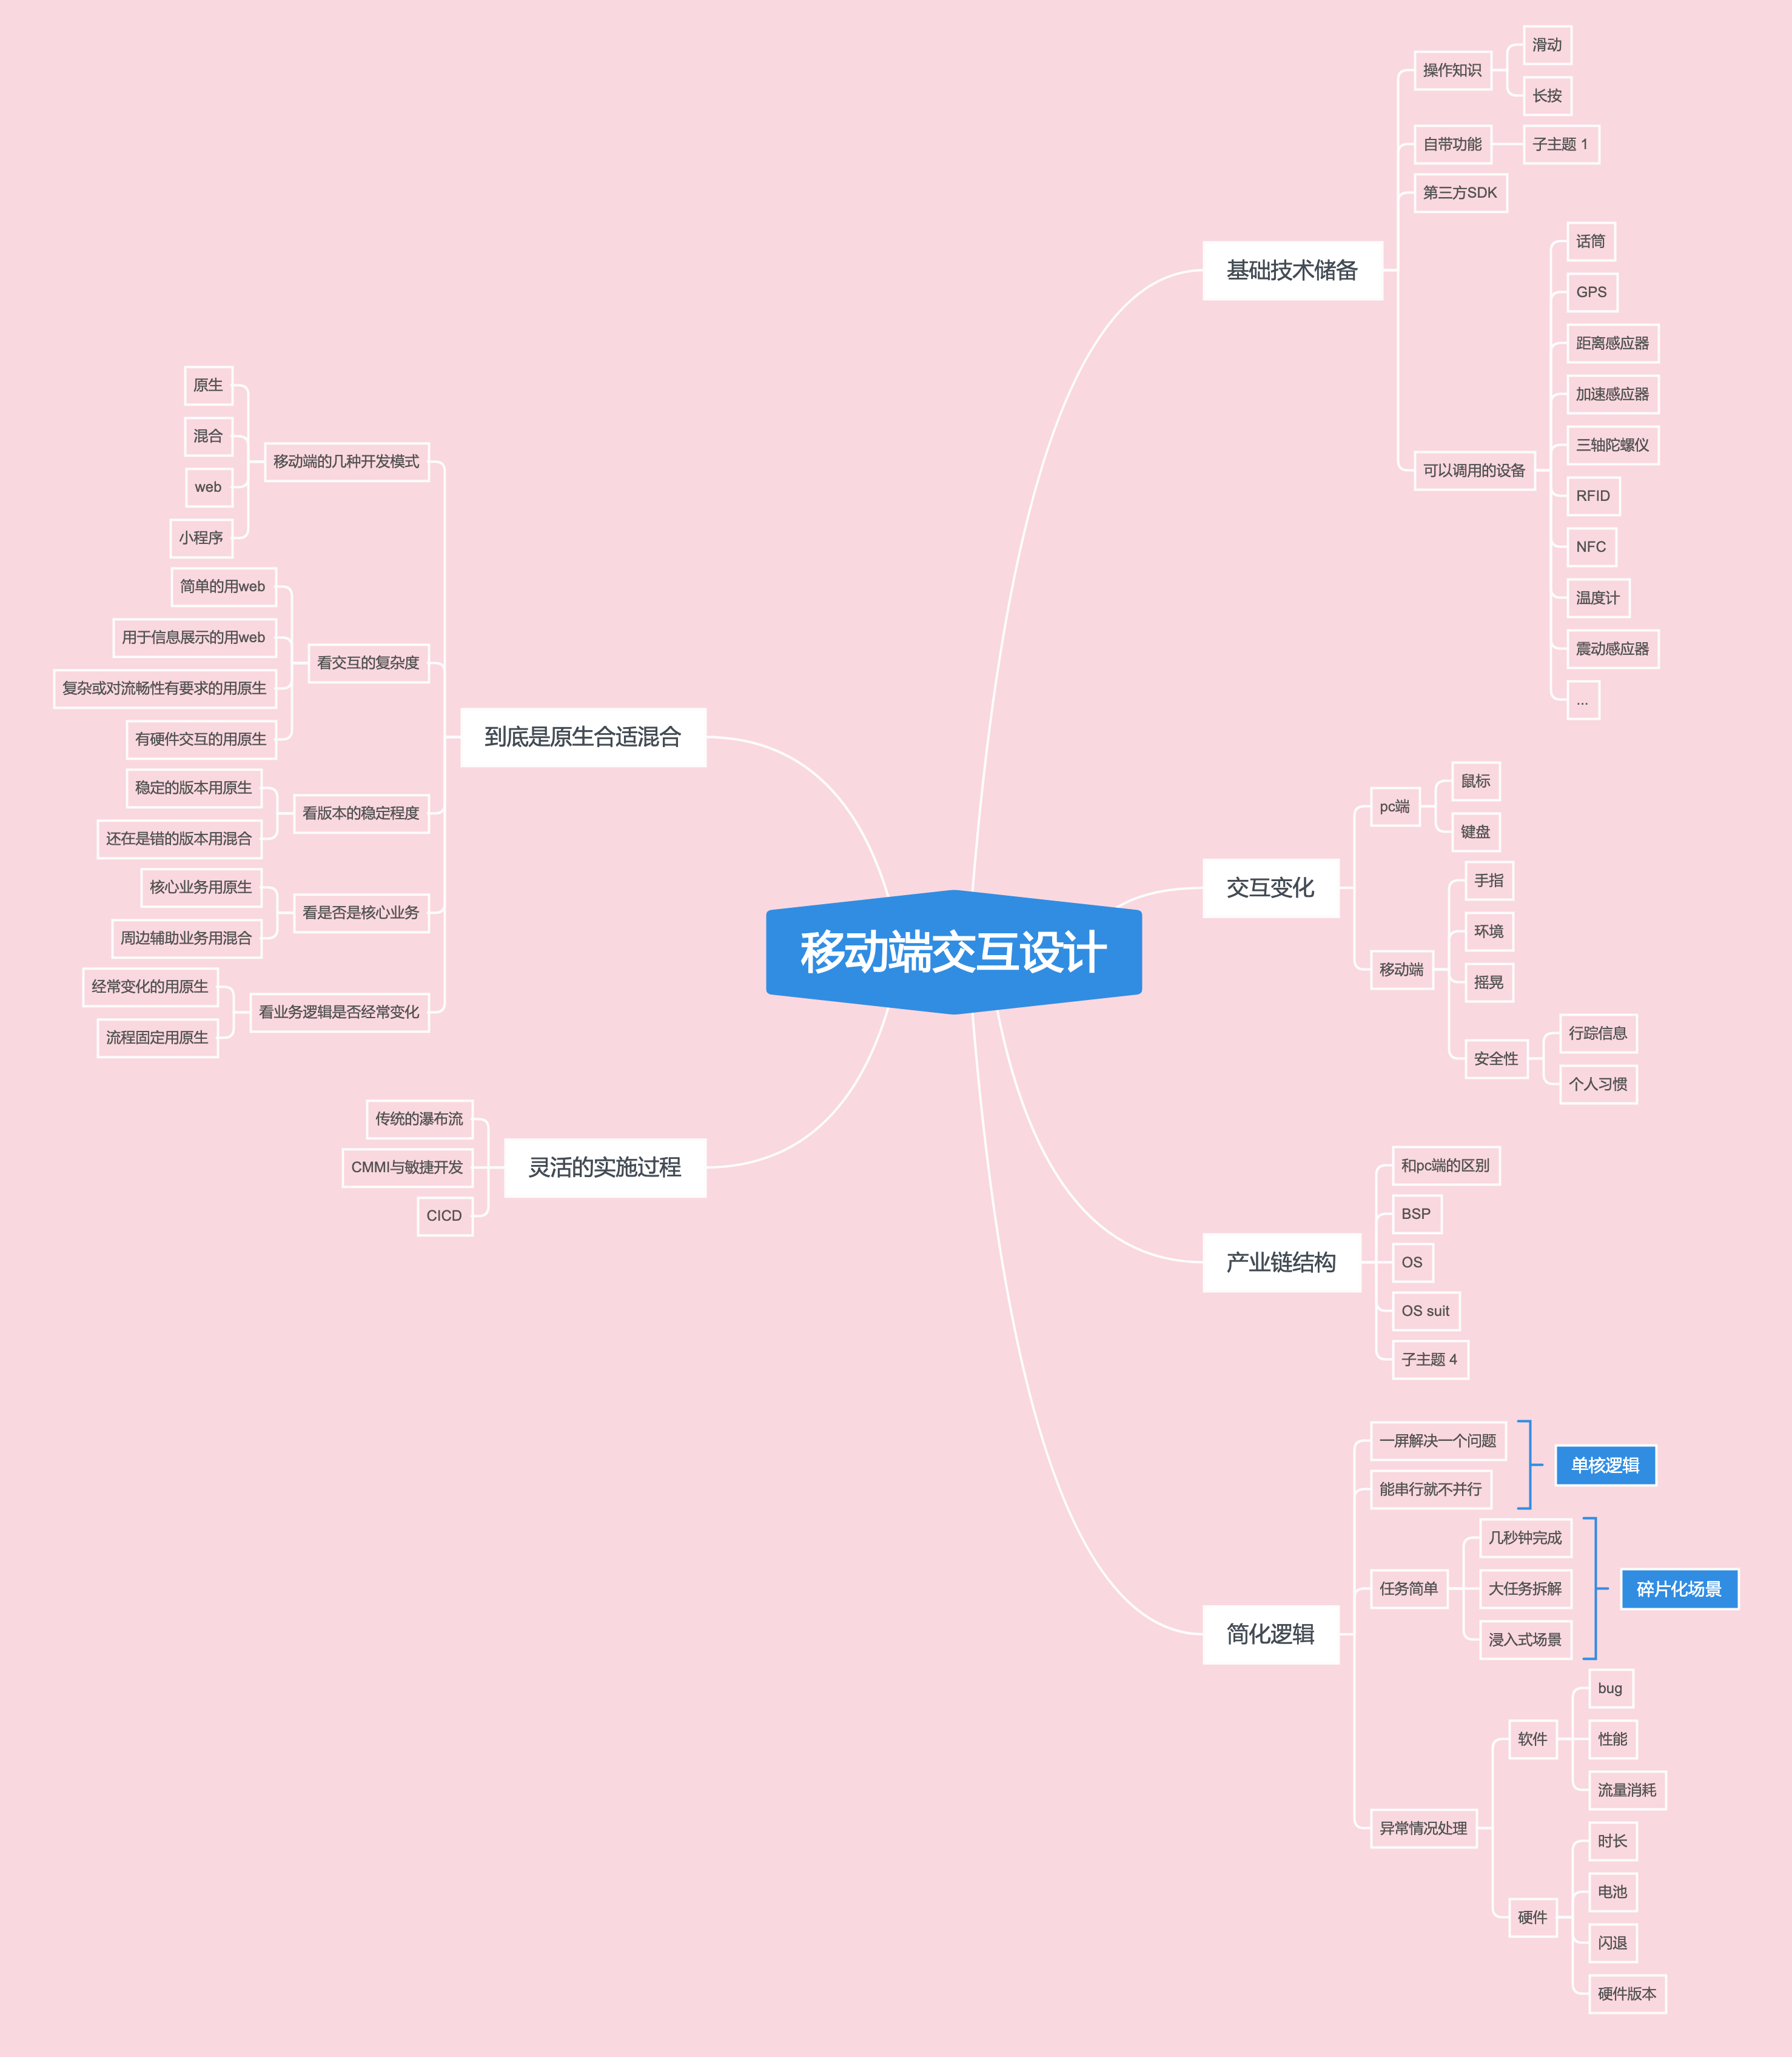 移动端交互设计
基础技术储备
操作知识
滑动
长按
自带功能
子主题 1
第三方SDK
可以调用的设备
话筒
GPS
距离感应器
加速感应器
三轴陀螺仪
RFID
NFC
温度计
震动感应器
...
交互变化
pc端
鼠标
键盘
移动端
手指
环境
摇晃
安全性
行踪信息
个人习惯
产业链结构
和pc端的区别
BSP
OS
OS suit
子主题 4
简化逻辑
一屏解决一个问题
能串行就不并行
单核逻辑
任务简单
几秒钟完成
大任务拆解
浸入式场景
碎片化场景
异常情况处理
软件
bug
性能
流量消耗
硬件
时长
电池
闪退
硬件版本
到底是原生合适混合
移动端的几种开发模式
原生
混合
web
小程序
看交互的复杂度
简单的用web
用于信息展示的用web
复杂或对流畅性有要求的用原生
有硬件交互的用原生
看版本的稳定程度
稳定的版本用原生
还在是错的版本用混合
看是否是核心业务
核心业务用原生
周边辅助业务用混合
看业务逻辑是否经常变化
经常变化的用原生
流程固定用原生
灵活的实施过程
传统的瀑布流
CMMI与敏捷开发
CICD